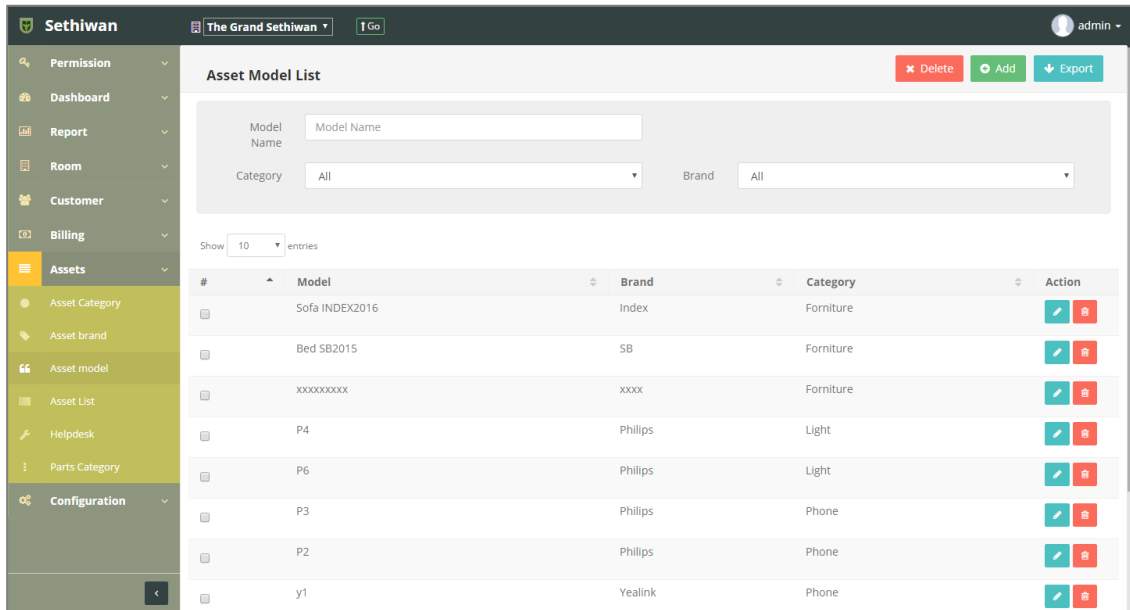 Sethiwan
The Grand Sethiwan
Go
admin
Permission
Dashboard
Report
Room
Customer
Billing
Assets
Asset Category
Asset brand
Asset model
Asset List
Helpdesk
Parts Category
Configuration
Asset Model List
Delete
Add
Export
Model
Name
Model Name
Category
All
Brand
All
Show 10 entries
# Model Brand Category Action
Sofa INDEX2016 Index Forniture
Bed SB2015 SB Forniture
xxxxxxxxx xxxx Forniture
P4 Philips Light
P6 Philips Light
P3 Philips Phone
P2 Philips Phone
y1 Yealink Phone